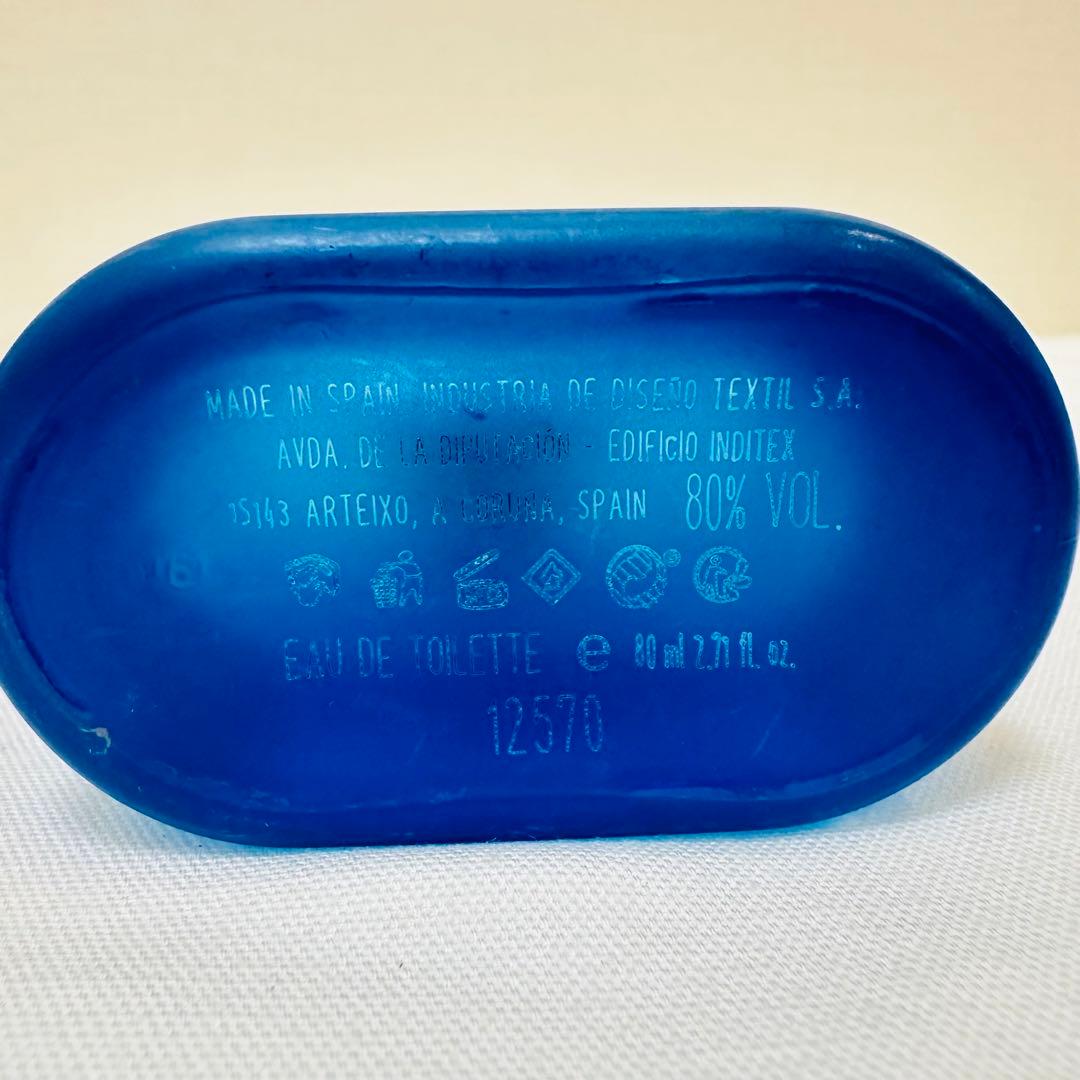 MADE IN SPAIN. INDUSTRIA DE DISEÑO TEXTIL S.A.
AVDA. DE LA DIPUTACIÓN - EDIFICIO INDITEX
15143 ARTEIXO, A CORUÑA, SPAIN 80% VOL.
EAU DE TOILETTE e 80 ml 2.71 fl. oz.
12570